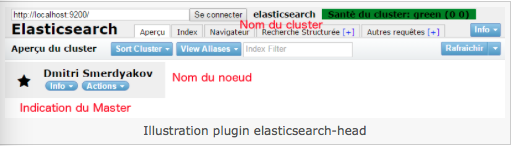 http://localhost:9200/ Se connecter elasticsearch Santé du cluster: green (0 0)
Nom du cluster
Elasticsearch Aperçu Index Navigateur Recherche Structurée [+] Autres requêtes [+] Info
Aperçu du cluster Sort Cluster View Aliases Index Filter Rafraichir
Dmitri Smerdyakov Nom du noeud
Info Actions
Indication du Master
Illustration plugin elasticsearch-head